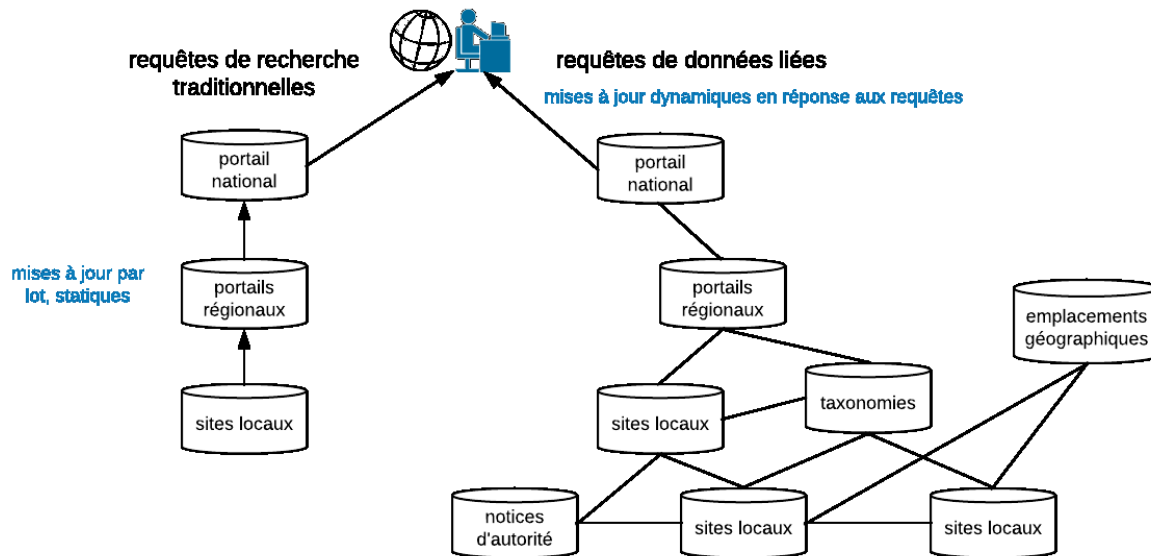 requêtes de recherche
traditionnelles
requêtes de données liées
mises à jour dynamiques en réponse aux requêtes
portail
national
portail
national
mises à jour par
lot, statiques
portails
régionaux
portails
régionaux
emplacements
géographiques
sites locaux
sites locaux
taxonomies
notices
d'autorité
sites locaux
sites locaux